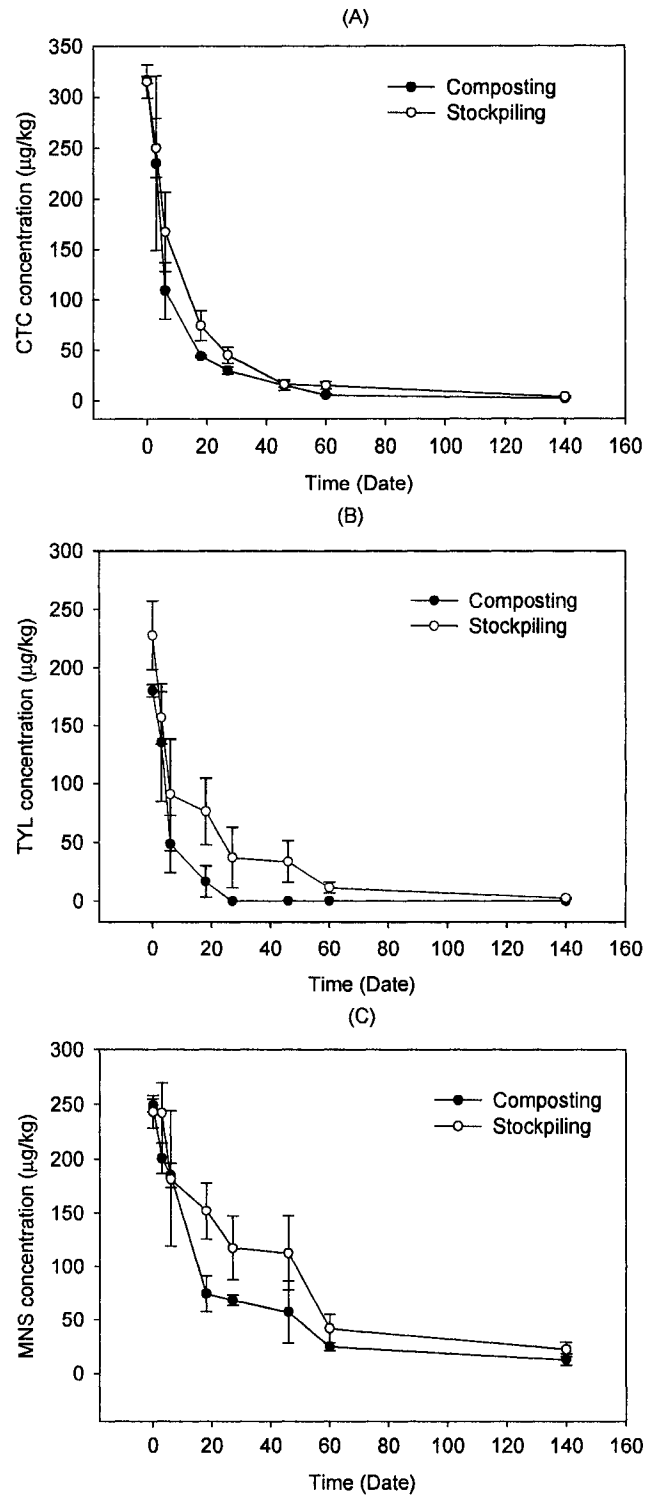 (A)
350
300
250
200
150
100
50
0
CTC concentration (µg/kg)
Composting
Stockpiling
0 20 40 60 80 100 120 140 160
Time (Date)
(B)
300
250
200
150
100
50
0
TYL concentration (µg/kg)
Composting
Stockpiling
0 20 40 60 80 100 120 140 160
Time (Date)
(C)
300
250
200
150
100
50
0
MNS concentration (µg/kg)
Composting
Stockpiling
0 20 40 60 80 100 120 140 160
Time (Date)